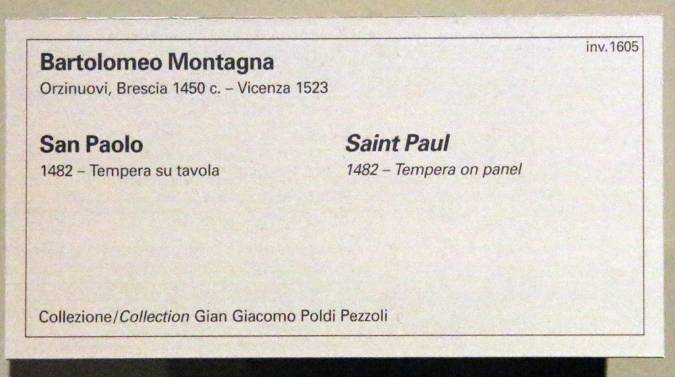 inv. 1605
Bartolomeo Montagna
Orzinuovi, Brescia 1450 c. – Vicenza 1523
San Paolo
1482 – Tempera su tavola
Saint Paul
1482 – Tempera on panel
Collezione/Collection Gian Giacomo Poldi Pezzoli